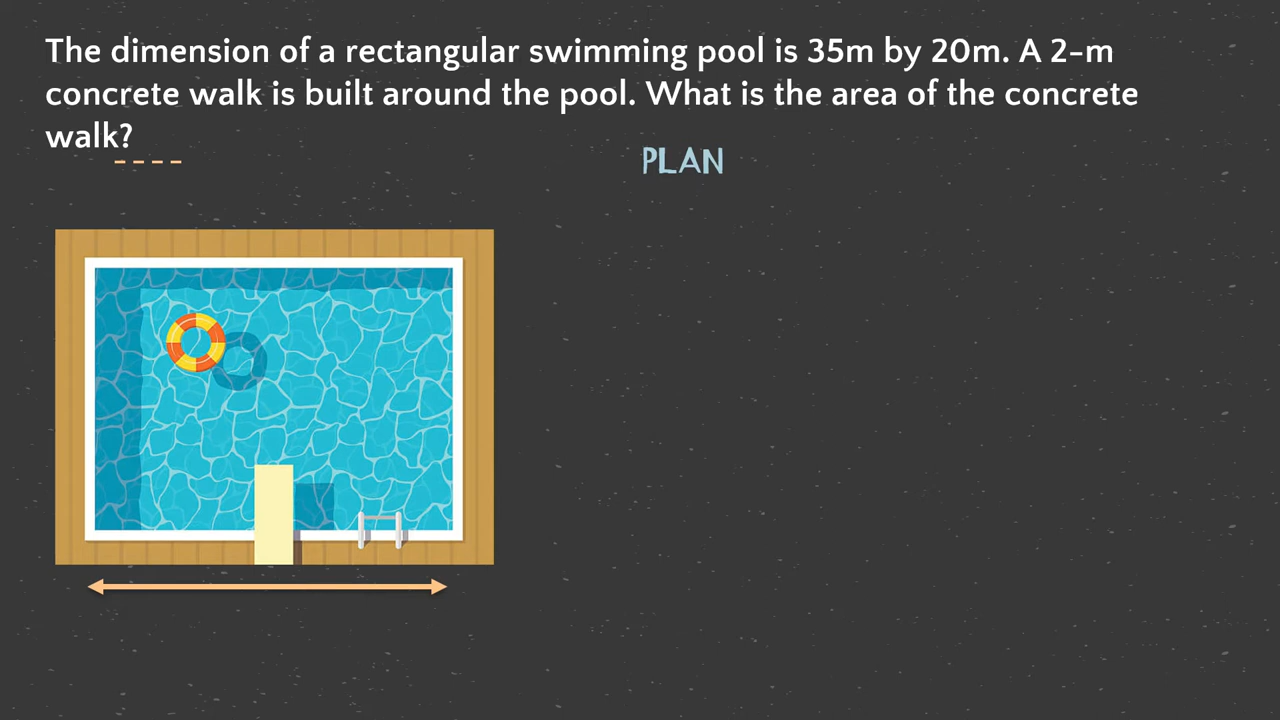 The dimension of a rectangular swimming pool is 35m by 20m. A 2-m
concrete walk is built around the pool. What is the area of the concrete
walk?
PLAN